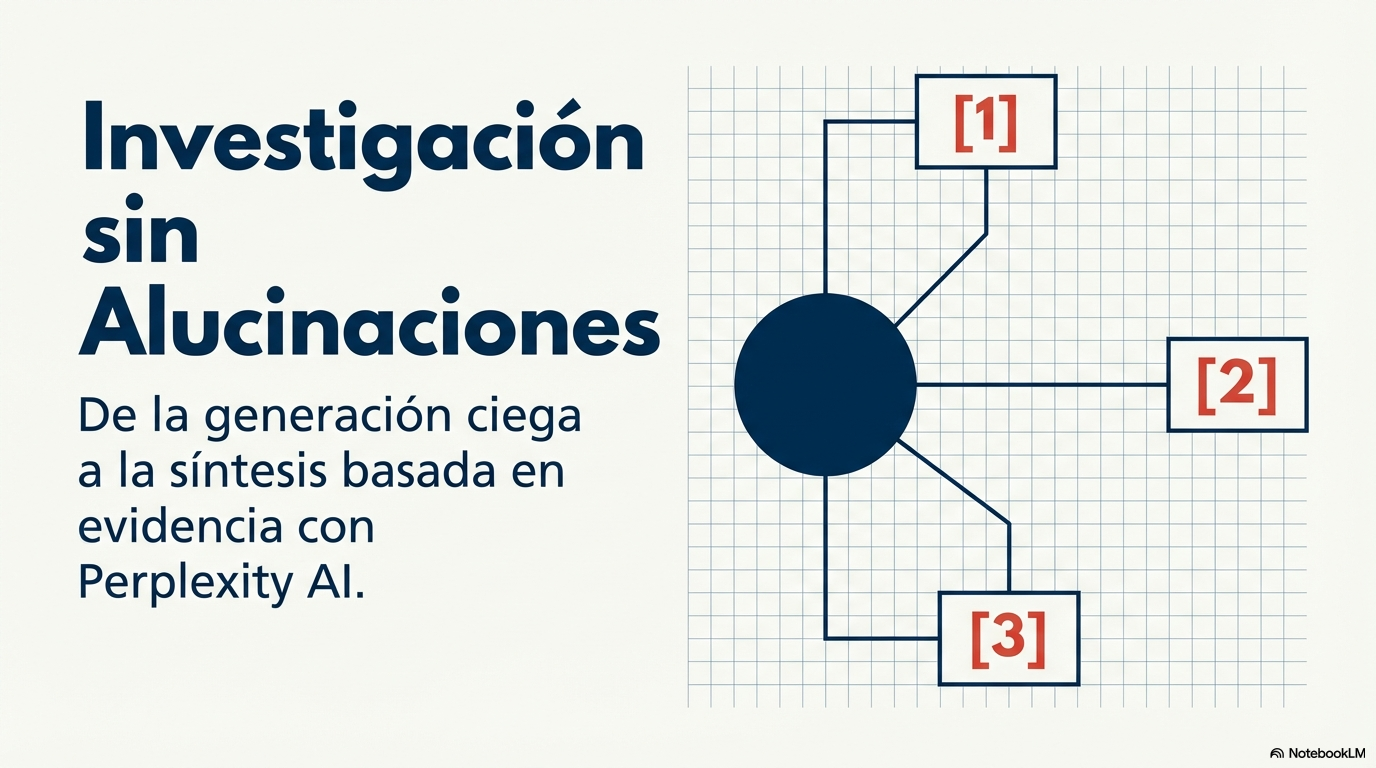 Investigación
sin
Alucinaciones
De la generación ciega
a la síntesis basada en
evidencia con
Perplexity AI.
[1]
[2]
[3]
NotebookLM